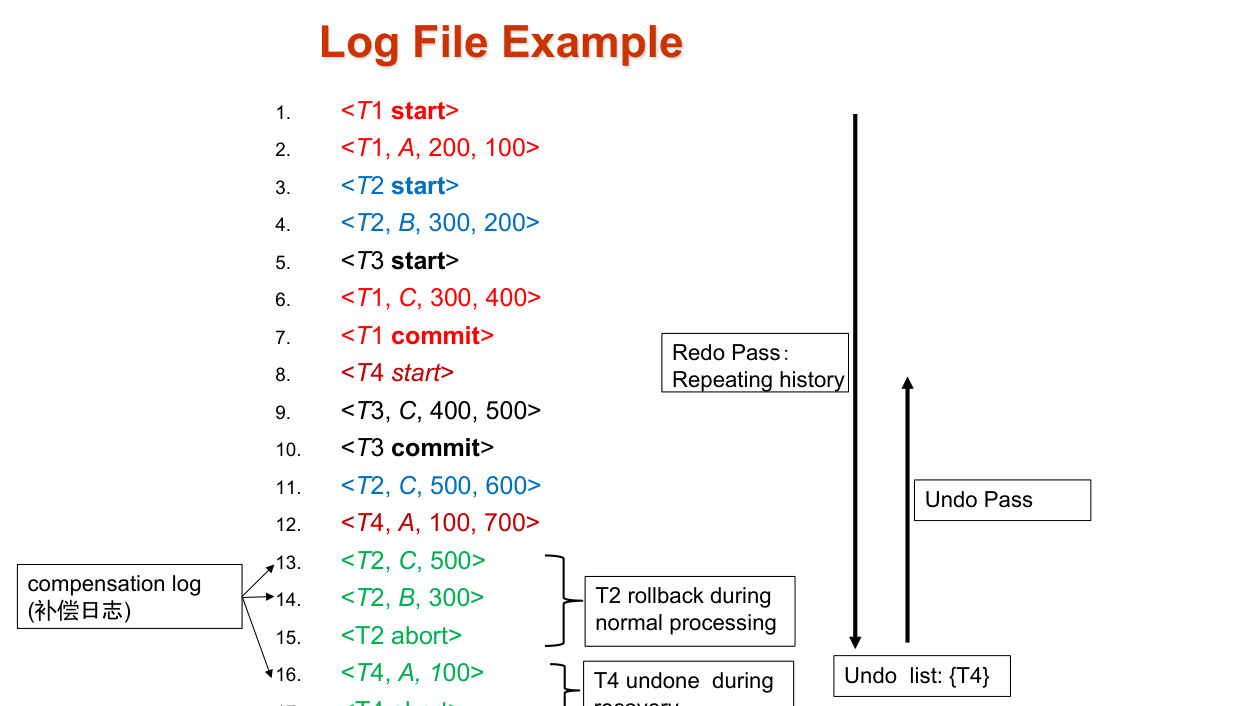 Log File Example
1. <T1 start>
2. <T1, A, 200, 100>
3. <T2 start>
4. <T2, B, 300, 200>
5. <T3 start>
6. <T1, C, 300, 400>
7. <T1 commit>
8. <T4 start>
9. <T3, C, 400, 500>
10. <T3 commit>
11. <T2, C, 500, 600>
12. <T4, A, 100, 700>
13. <T2, C, 500>
14. <T2, B, 300>
15. <T2 abort>
16. <T4, A, 100>
17. <T4 abort>
compensation log
(补偿日志)
T2 rollback during
normal processing
T4 undone during
recovery
Redo Pass：
Repeating history
Undo Pass
Undo list: {T4}